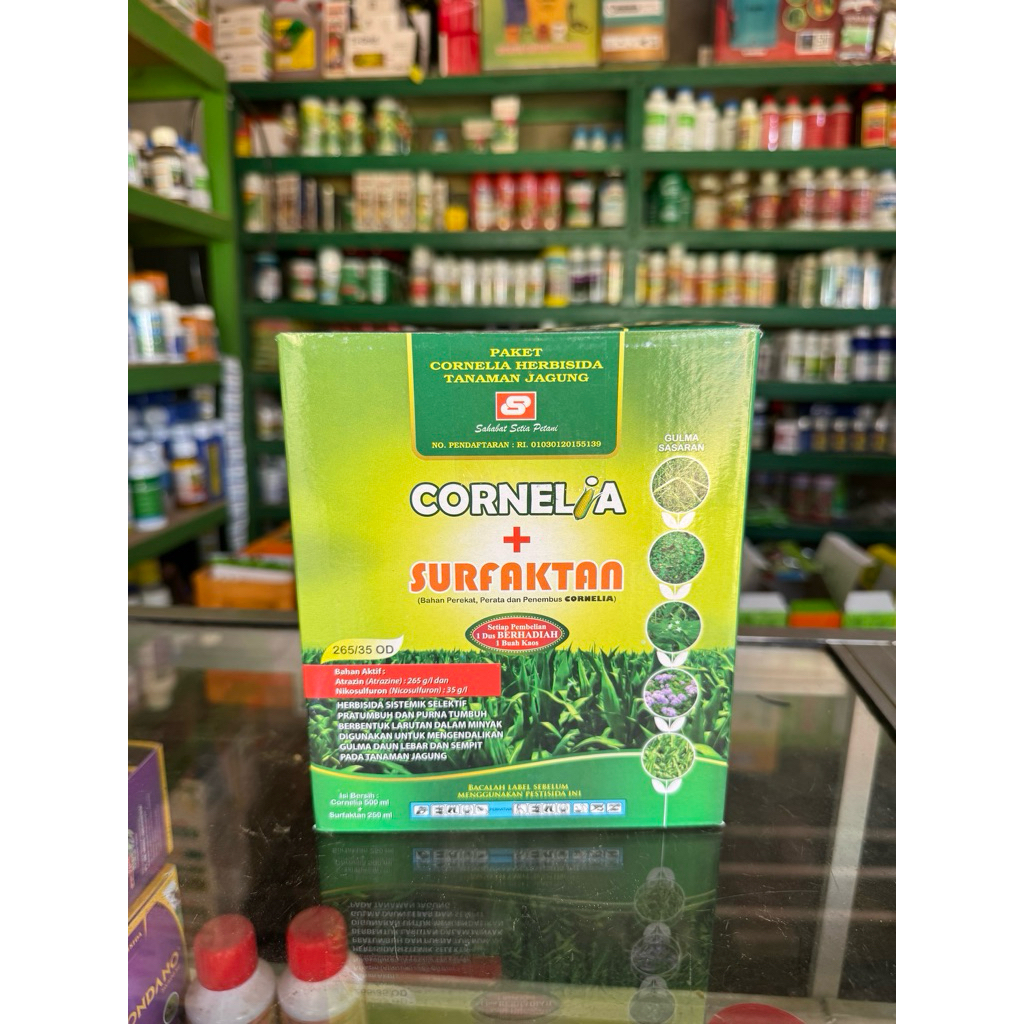 PAKET
CORNELIA HERBISIDA
TANAMAN JAGUNG
Sahabat Setia Petani
NO. PENDAFTARAN : RI. 01030120155139
GULMA
SASARAN
CORNELIA
+
SURFAKTAN
(Bahan Perekat, Perata dan Penembus CORNELIA)
Setiap Pembelian
1 Dus BERHADIAH
1 Buah Kaos
265/35 OD
Bahan Aktif :
Atrazin (Atrazine) : 265 g/l dan
Nikosulfuron (Nicosulfuron) : 35 g/l
HERBISIDA SISTEMIK SELEKTIF
PRATUMBUH DAN PURNA TUMBUH
BERBENTUK LARUTAN DALAM MINYAK
DIGUNAKAN UNTUK MENGENDALIKAN
GULMA DAUN LEBAR DAN SEMPIT
PADA TANAMAN JAGUNG
Isi Bersih :
Cornelia 500 ml
+
Surfaktan 250 ml
BACALAH LABEL SEBELUM
MENGGUNAKAN PESTISIDA INI